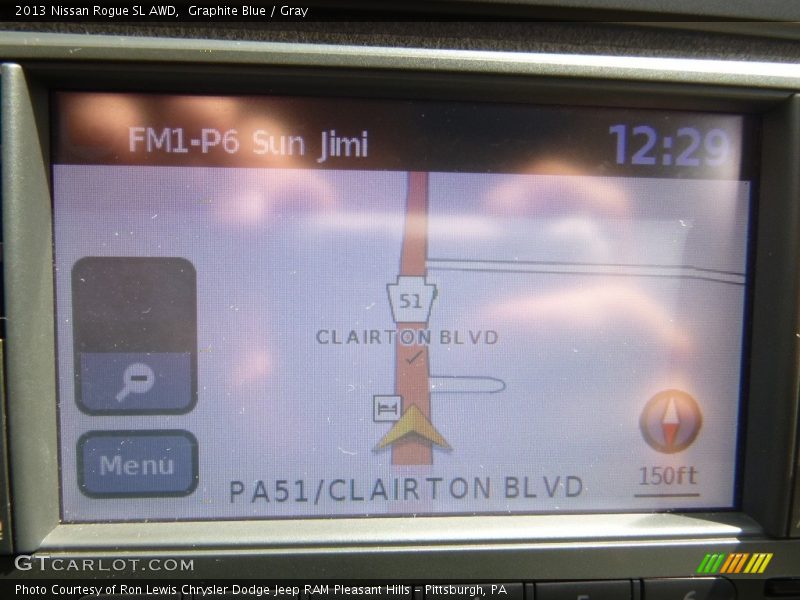 2013 Nissan Rogue SL AWD,  Graphite Blue / Gray
FM1-P6 Sun Jimi
12:29
51
CLAIRTON BLVD
Menu
150ft
PA51/CLAIRTON BLVD
GTCARLOT.COM
Photo Courtesy of Ron Lewis Chrysler Dodge Jeep RAM Pleasant Hills - Pittsburgh, PA
6